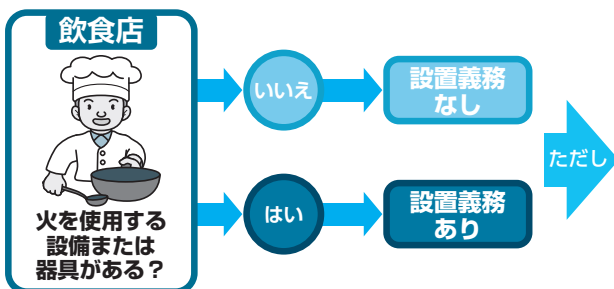 飲食店
火を使用する
設備または
器具がある？
いいえ
設置義務
なし
はい
設置義務
あり
ただし